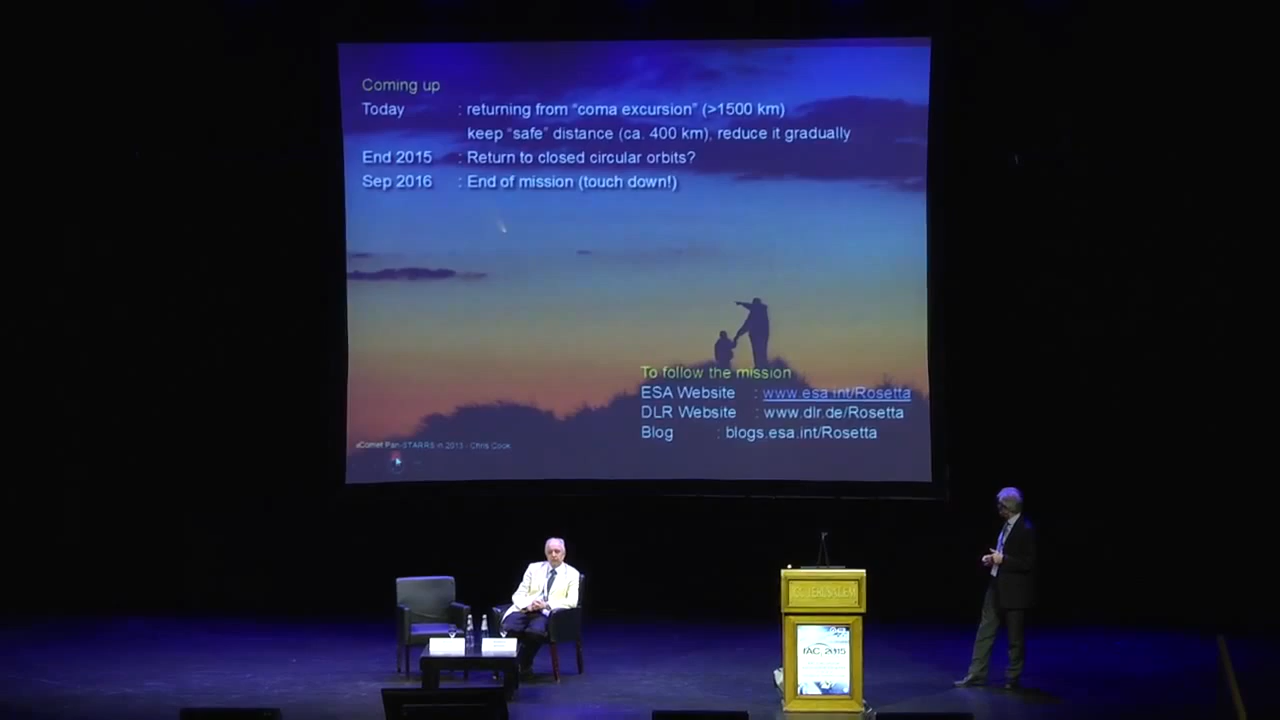 Coming up
Today : returning from “coma excursion” (>1500 km)
keep “safe” distance (ca. 400 km), reduce it gradually
End 2015 : Return to closed circular orbits?
Sep 2016 : End of mission (touch down!)
To follow the mission
ESA Website : www.esa.int/Rosetta
DLR Website : www.dlr.de/Rosetta
Blog : blogs.esa.int/Rosetta
Comet Pan-STARRS in 2013 - Chris Cook
JERUSALEM
IAC 2015